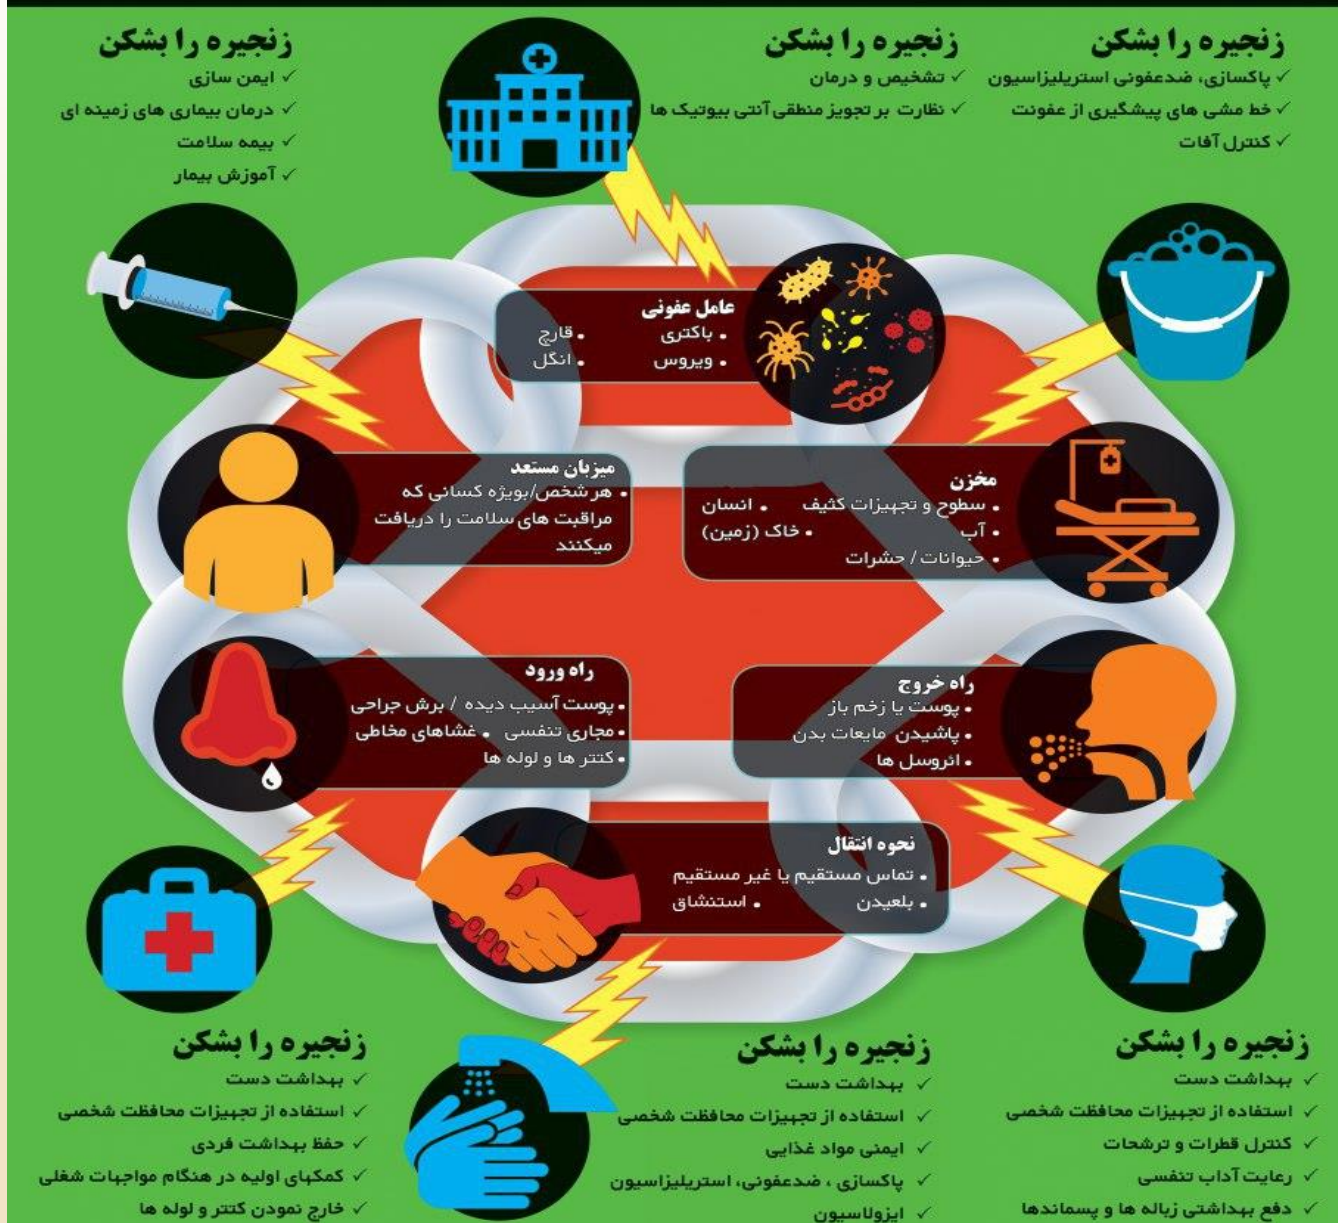 زنجیره را بشکن
✓ پاکسازی، ضدعفونی استریلیزاسیون
✓ خط مشی های پیشگیری از عفونت
✓ کنترل آفات
زنجیره را بشکن
✓ تشخیص و درمان
✓ نظارت بر تجویز منطقی آنتی بیوتیک ها
زنجیره را بشکن
✓ ایمن سازی
✓ درمان بیماری های زمینه ای
✓ بیمه سلامت
✓ آموزش بیمار
عامل عفونی
• باکتری • قارچ
• ویروس • انگل
مخزن
• سطوح و تجهیزات کثیف • انسان
• آب • خاک (زمین)
• حیوانات / حشرات
میزبان مستعد
• هر شخص/بویژه کسانی که
مراقبت های سلامت را دریافت
میکنند
راه خروج
• پوست یا زخم باز
• پاشیدن مایعات بدن
• ائروسل ها
راه ورود
• پوست آسیب دیده / برش جراحی
• مجاری تنفسی • غشاهای مخاطی
• کتتر ها و لوله ها
نحوه انتقال
• تماس مستقیم یا غیر مستقیم
• بلعیدن • استنشاق
زنجیره را بشکن
✓ بهداشت دست
✓ استفاده از تجهیزات محافظت شخصی
✓ کنترل قطرات و ترشحات
✓ رعایت آداب تنفسی
✓ دفع بهداشتی زباله ها و پسماندها
زنجیره را بشکن
✓ بهداشت دست
✓ استفاده از تجهیزات محافظت شخصی
✓ ایمنی مواد غذایی
✓ پاکسازی ، ضدعفونی، استریلیزاسیون
✓ ایزولاسیون
زنجیره را بشکن
✓ بهداشت دست
✓ استفاده از تجهیزات محافظت شخصی
✓ حفظ بهداشت فردی
✓ کمکهای اولیه در هنگام مواجهات شغلی
✓ خارج نمودن کتتر و لوله ها